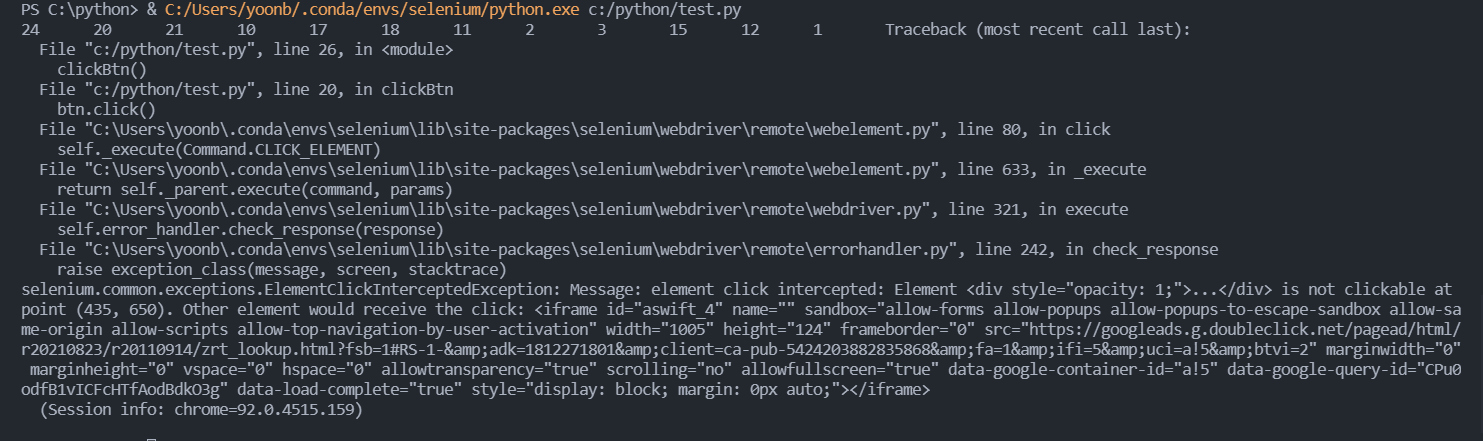 PS C:\python> & C:/Users/yoonb/.conda/envs/selenium/python.exe c:/python/test.py
24 20 21 10 17 18 11 2 3 15 12 1 Traceback (most recent call last):
File "c:/python/test.py", line 26, in <module>
clickBtn()
File "c:/python/test.py", line 20, in clickBtn
btn.click()
File "C:\Users\yoonb\.conda\envs\selenium\lib\site-packages\selenium\webdriver\remote\webelement.py", line 80, in click
self._execute(Command.CLICK_ELEMENT)
File "C:\Users\yoonb\.conda\envs\selenium\lib\site-packages\selenium\webdriver\remote\webelement.py", line 633, in _execute
return self._parent.execute(command, params)
File "C:\Users\yoonb\.conda\envs\selenium\lib\site-packages\selenium\webdriver\remote\webdriver.py", line 321, in execute
self.error_handler.check_response(response)
File "C:\Users\yoonb\.conda\envs\selenium\lib\site-packages\selenium\webdriver\remote\errorhandler.py", line 242, in check_response
raise exception_class(message, screen, stacktrace)
selenium.common.exceptions.ElementClickInterceptedException: Message: element click intercepted: Element <div style="opacity: 1;">...</div> is not clickable at
point (435, 650). Other element would receive the click: <iframe id="aswift_4" name="" sandbox="allow-forms allow-popups allow-popups-to-escape-sandbox allow-sa
me-origin allow-scripts allow-top-navigation-by-user-activation" width="1005" height="124" frameborder="0" src="https://googleads.g.doubleclick.net/pagead/html/
r20210823/r20110914/zrt_lookup.html?fsb=1#RS-1-&amp;adk=1812271801&amp;client=ca-pub-5424203882835868&amp;fa=1&amp;ifi=5&amp;uci=a!5&amp;btvi=2" marginwidth="0"
marginheight="0" vspace="0" hspace="0" allowtransparency="true" scrolling="no" allowfullscreen="true" data-google-container-id="a!5" data-google-query-id="CPu0
odfB1vICFcHTfAodBdkO3g" data-load-complete="true" style="display: block; margin: 0px auto;"></iframe>
(Session info: chrome=92.0.4515.159)